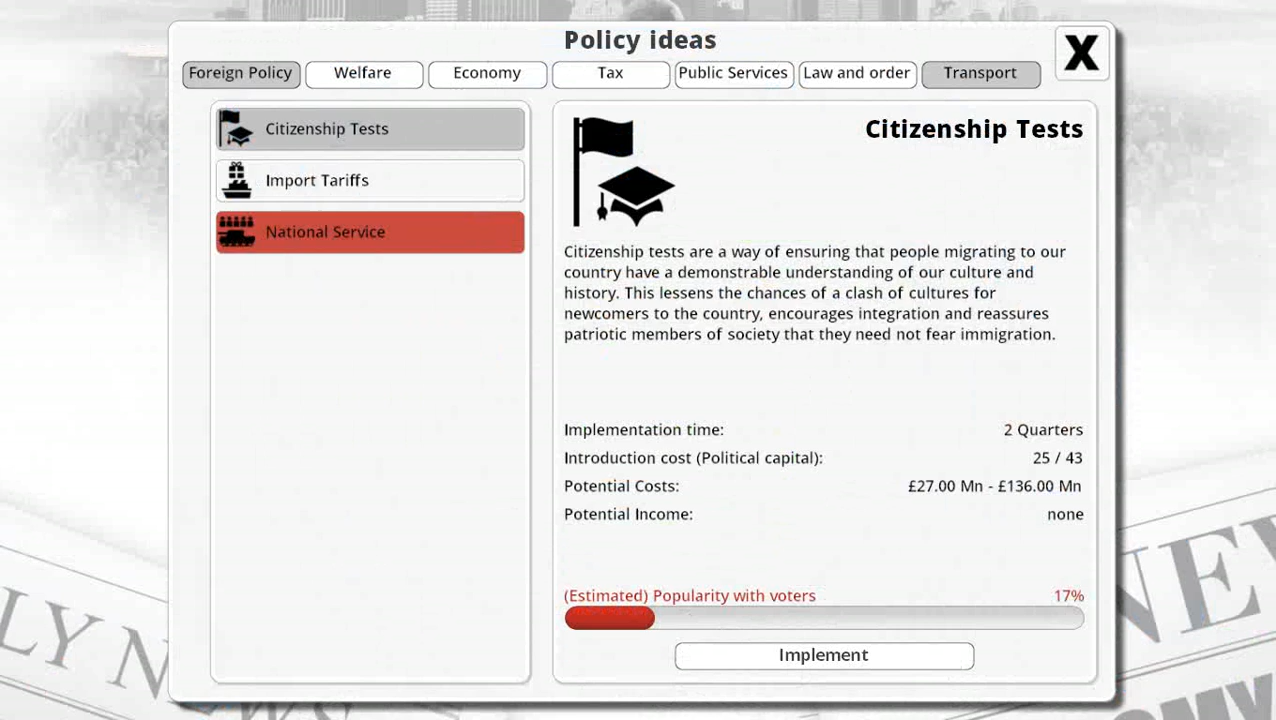 Policy ideas
X
Foreign Policy
Welfare
Economy
Tax
Public Services
Law and order
Transport
Citizenship Tests
Import Tariffs
National Service
Citizenship Tests
Citizenship tests are a way of ensuring that people migrating to our
country have a demonstrable understanding of our culture and
history. This lessens the chances of a clash of cultures for
newcomers to the country, encourages integration and reassures
patriotic members of society that they need not fear immigration.
Implementation time: 2 Quarters
Introduction cost (Political capital): 25 / 43
Potential Costs: £27.00 Mn - £136.00 Mn
Potential Income: none
(Estimated) Popularity with voters 17%
Implement